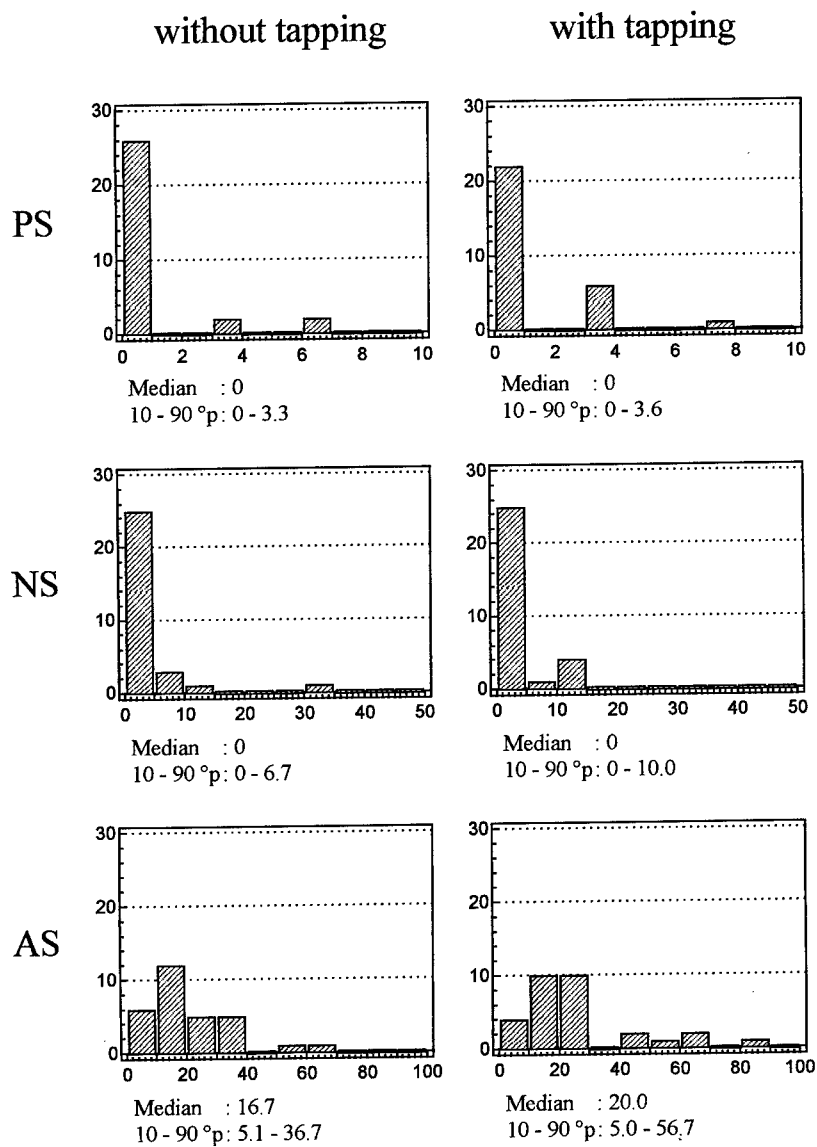 without tapping with tapping
PS
30
20
10
0
0 2 4 6 8 10
Median : 0
10 - 90 °p: 0 - 3.3
30
20
10
0
0 2 4 6 8 10
Median : 0
10 - 90 °p: 0 - 3.6
NS
30
20
10
0
0 10 20 30 40 50
Median : 0
10 - 90 °p: 0 - 6.7
30
20
10
0
0 10 20 30 40 50
Median : 0
10 - 90 °p: 0 - 10.0
AS
30
20
10
0
0 20 40 60 80 100
Median : 16.7
10 - 90 °p: 5.1 - 36.7
30
20
10
0
0 20 40 60 80 100
Median : 20.0
10 - 90 °p: 5.0 - 56.7